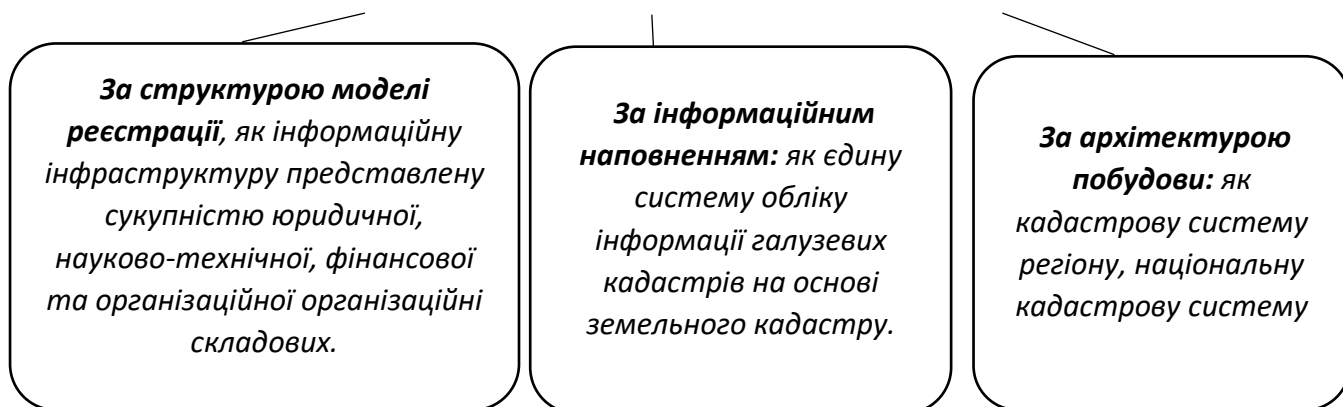 За структурою моделі
реєстрації, як інформаційну
інфраструктуру представлену
сукупністю юридичної,
науково-технічної, фінансової
та організаційної організаційні
складових.
За інформаційним
наповненням: як єдину
систему обліку
інформації галузевих
кадастрів на основі
земельного кадастру.
За архітектурою
побудови: як
кадастрову систему
регіону, національну
кадастрову систему